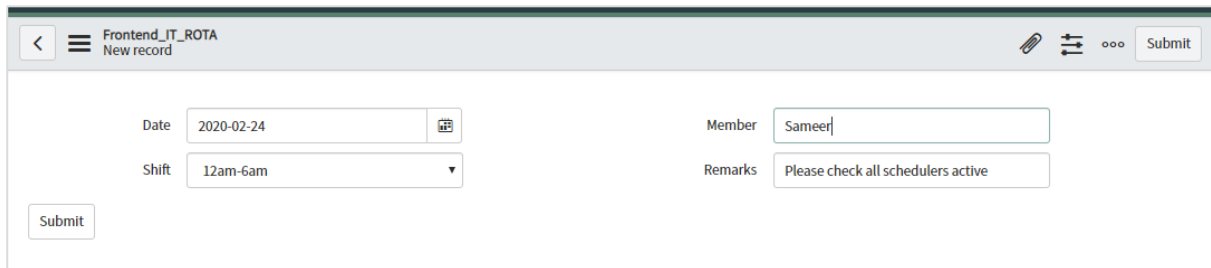 Frontend_IT_ROTA
New record
Submit
Date 2020-02-24 Member Sameer
Shift 12am-6am Remarks Please check all schedulers active
Submit